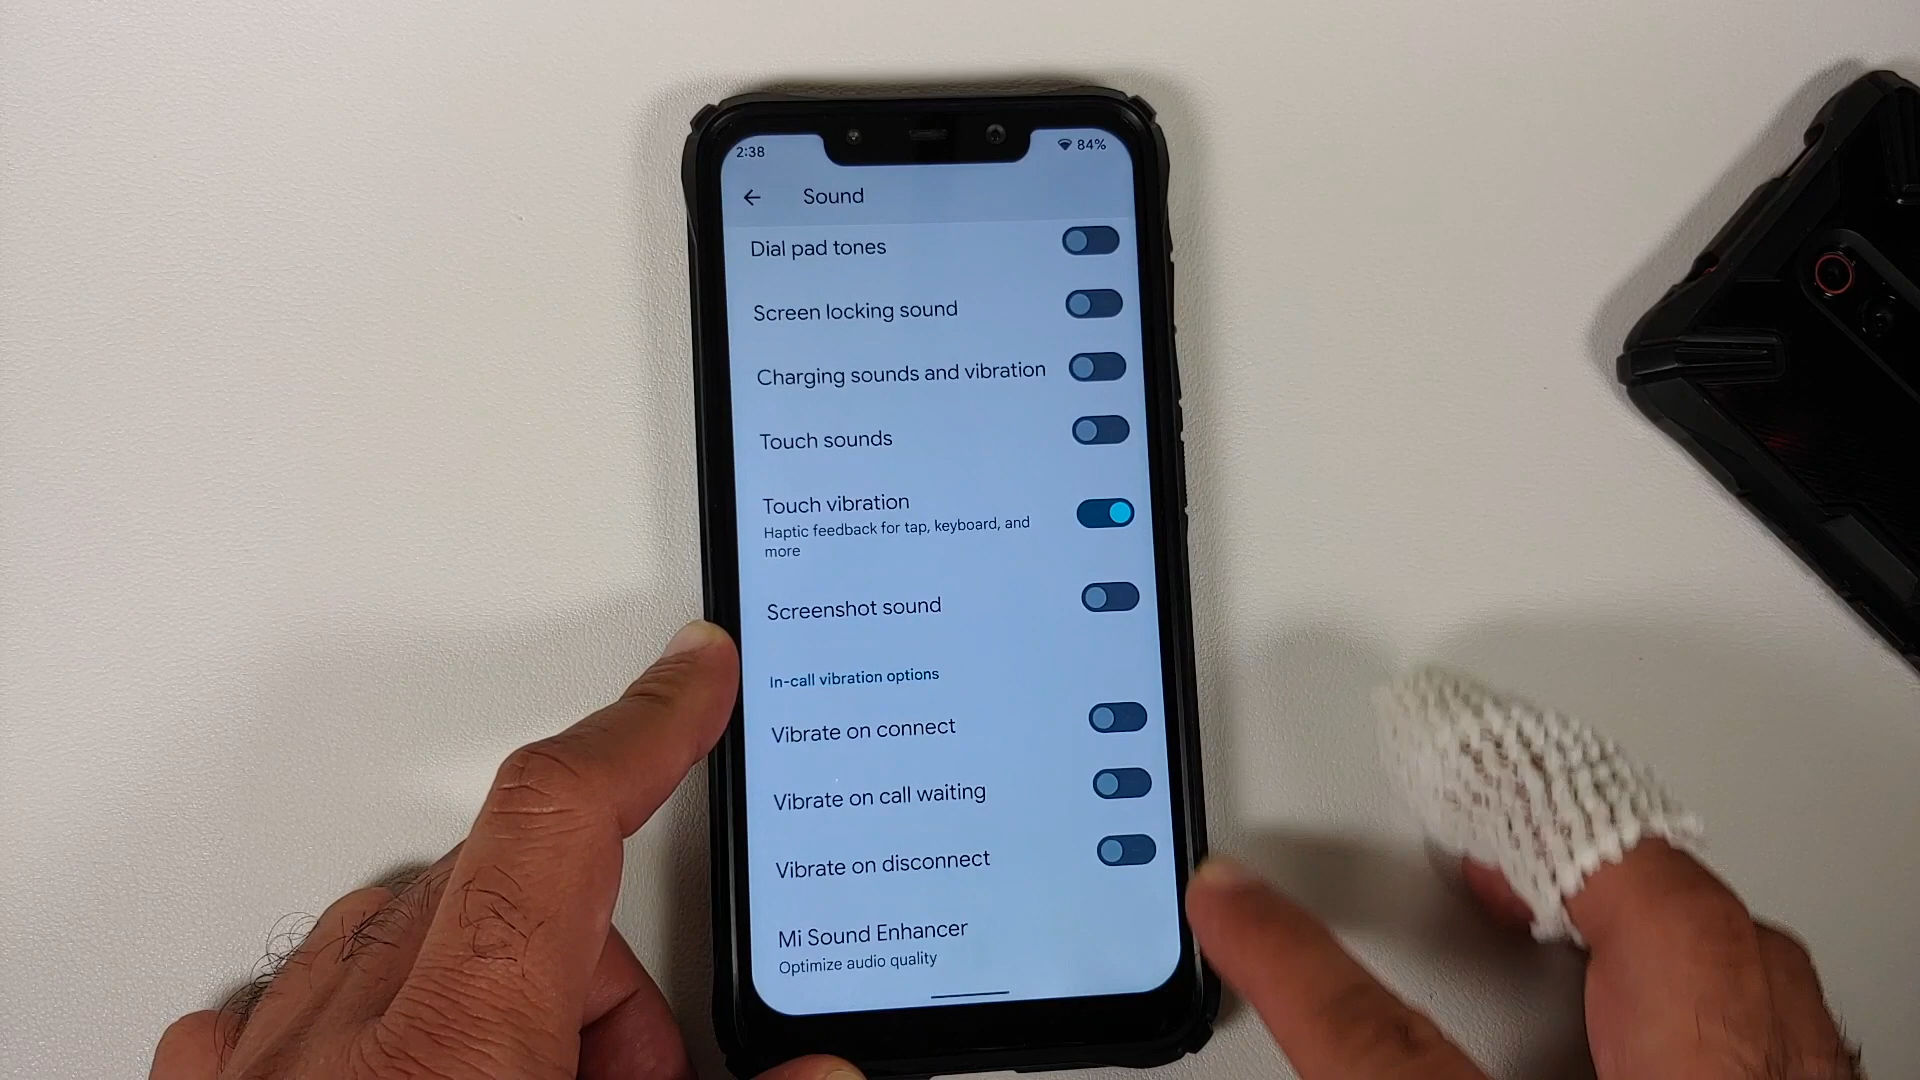 2:38
84%
Sound
Dial pad tones
Screen locking sound
Charging sounds and vibration
Touch sounds
Touch vibration
Haptic feedback for tap, keyboard, and
more
Screenshot sound
In-call vibration options
Vibrate on connect
Vibrate on call waiting
Vibrate on disconnect
Mi Sound Enhancer
Optimize audio quality